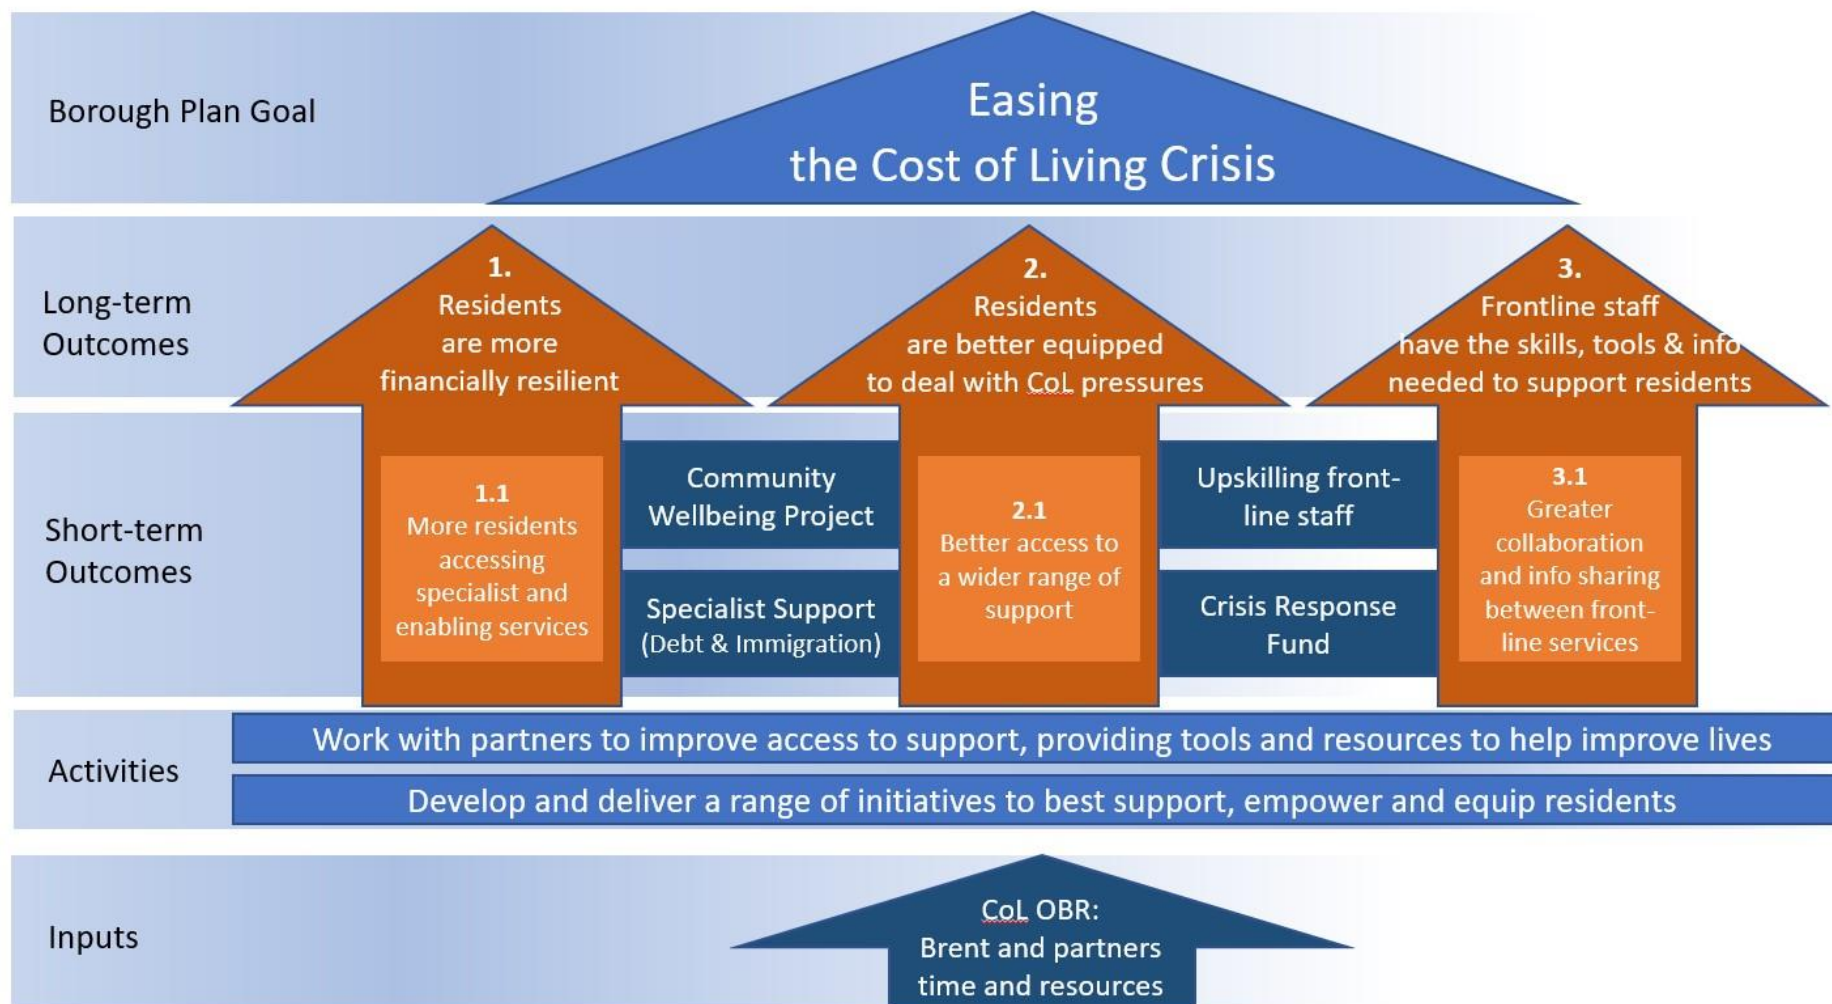 Borough Plan Goal
Easing
the Cost of Living Crisis
Long-term
Outcomes
1.
Residents
are more
financially resilient
2.
Residents
are better equipped
to deal with CoL pressures
3.
Frontline staff
have the skills, tools & info
needed to support residents
Short-term
Outcomes
1.1
More residents
accessing
specialist and
enabling services
Community
Wellbeing Project
Specialist Support
(Debt & Immigration)
2.1
Better access to
a wider range of
support
Upskilling front-
line staff
Crisis Response
Fund
3.1
Greater
collaboration
and info sharing
between front-
line services
Activities
Work with partners to improve access to support, providing tools and resources to help improve lives
Develop and deliver a range of initiatives to best support, empower and equip residents
Inputs
CoL OBR:
Brent and partners
time and resources